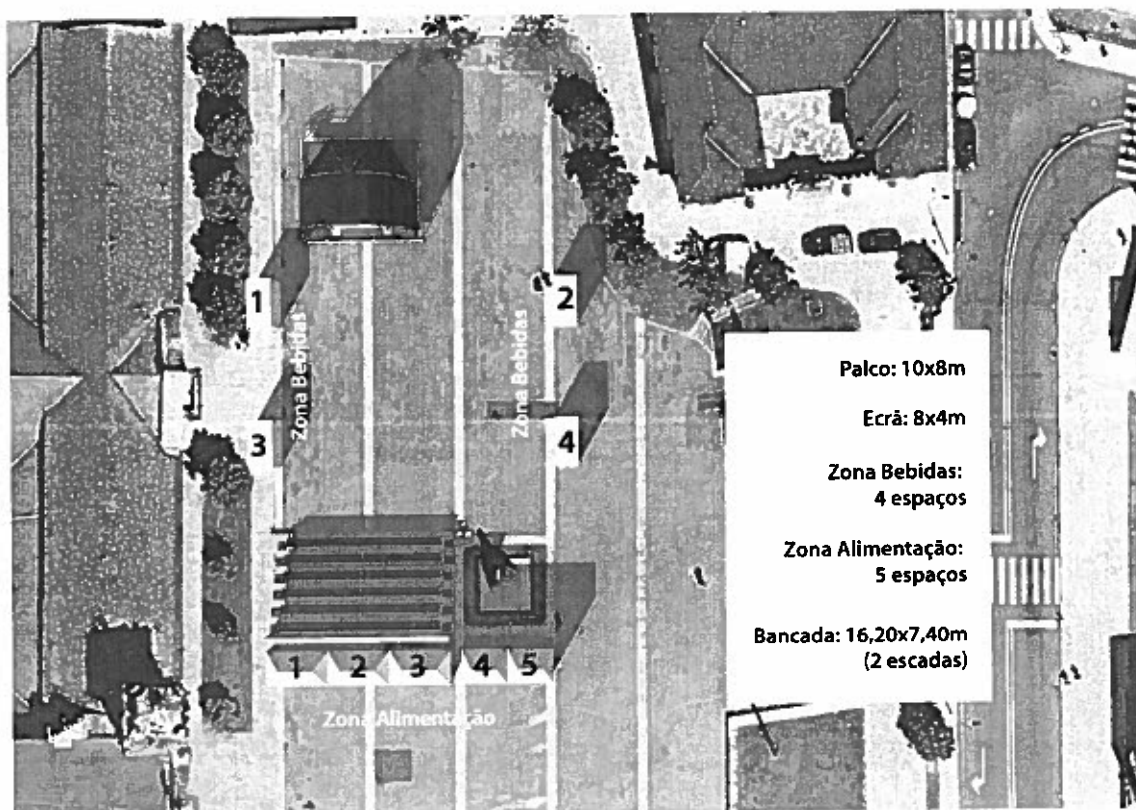 1
2
Zona Bebidas
Zona Bebidas
3
4
Palco: 10x8m
Ecrã: 8x4m
Zona Bebidas:
4 espaços
Zona Alimentação:
5 espaços
Bancada: 16,20x7,40m
(2 escadas)
1 2 3 4 5
Zona Alimentação